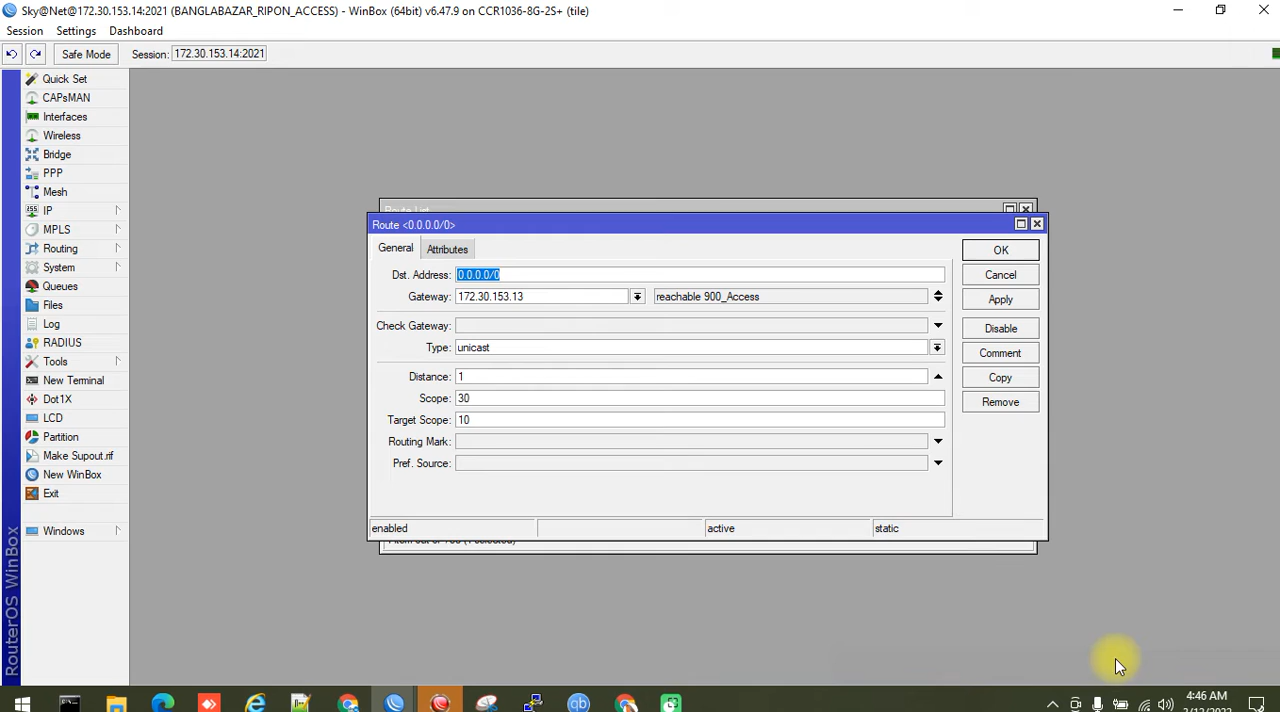 Sky@Net@172.30.153.14:2021 (BANGLABAZAR_RIPON_ACCESS) - WinBox (64bit) v6.47.9 on CCR1036-8G-2S+ (tile)
Session Settings Dashboard
Safe Mode Session: 172.30.153.14:2021
Quick Set
CAPsMAN
Interfaces
Wireless
Bridge
PPP
Mesh
IP
MPLS
Routing
System
Queues
Files
Log
RADIUS
Tools
New Terminal
Dot1X
LCD
Partition
Make Supout.rif
New WinBox
Exit
Windows
RouterOS WinBox
Route List
Route <0.0.0.0/0>
General Attributes
Dst. Address: 0.0.0.0/0
Gateway: 172.30.153.13 reachable 900_Access
Check Gateway:
Type: unicast
Distance: 1
Scope: 30
Target Scope: 10
Routing Mark:
Pref. Source:
OK
Cancel
Apply
Disable
Comment
Copy
Remove
enabled active static
4:46 AM